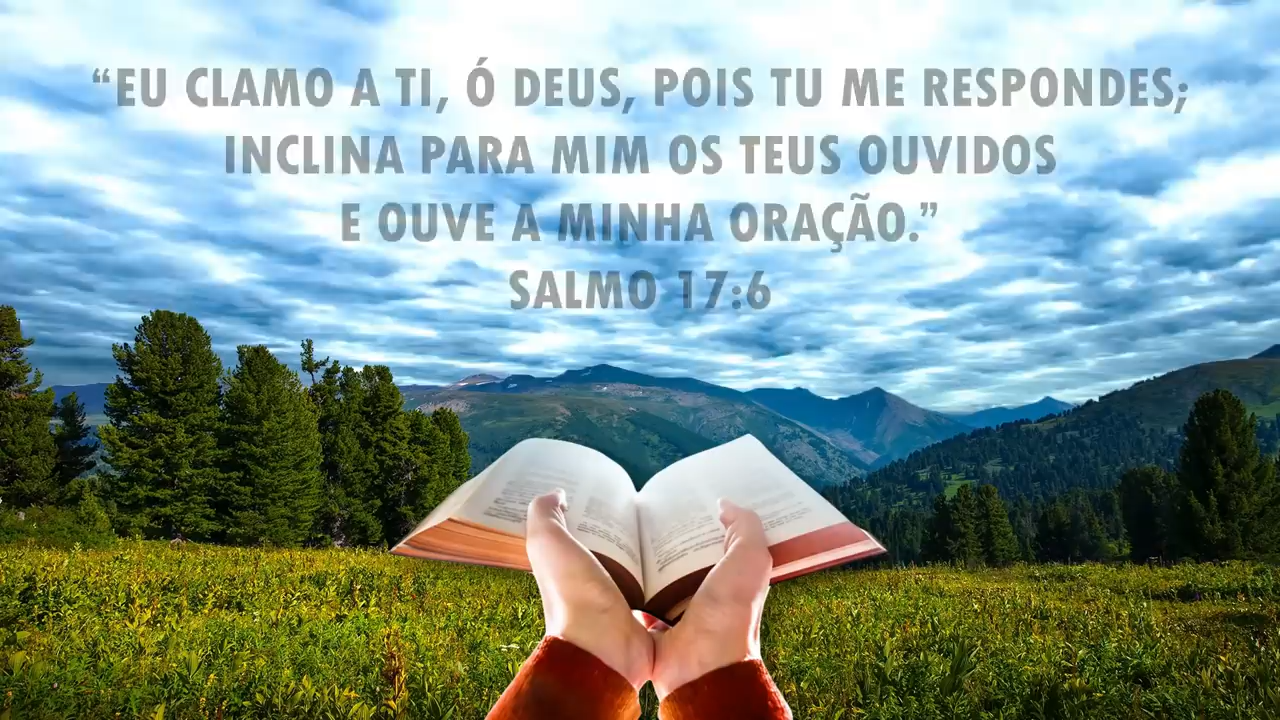 “EU CLAMO A TI, Ó DEUS, POIS TU ME RESPONDES;
INCLINA PARA MIM OS TEUS OUVIDOS
E OUVE A MINHA ORAÇÃO.”
SALMO 17:6